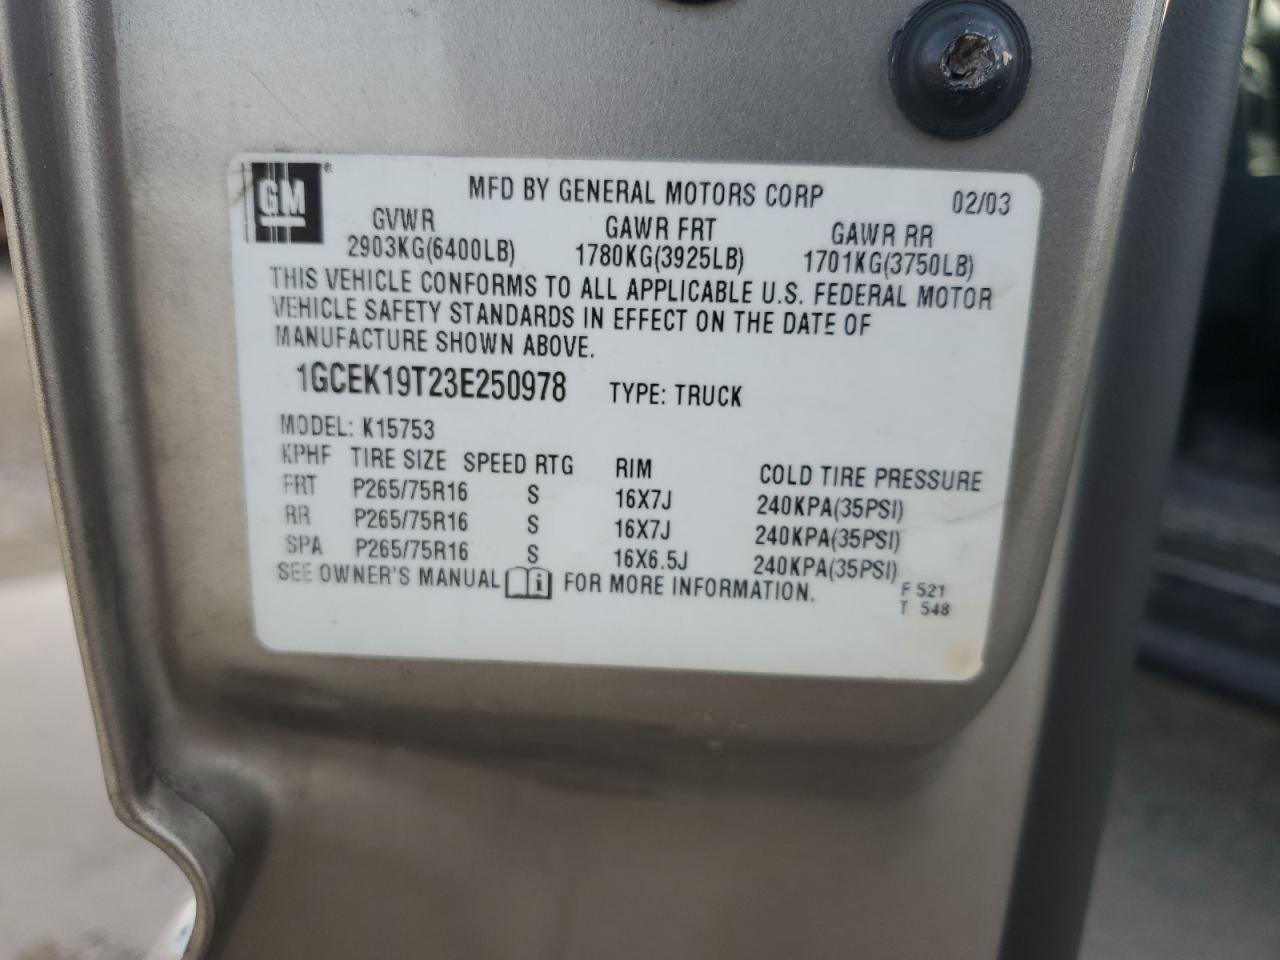 GM ®
MFD BY GENERAL MOTORS CORP 02/03
GVWR GAWR FRT GAWR RR
2903KG(6400LB) 1780KG(3925LB) 1701KG(3750LB)
THIS VEHICLE CONFORMS TO ALL APPLICABLE U.S. FEDERAL MOTOR
VEHICLE SAFETY STANDARDS IN EFFECT ON THE DATE OF
MANUFACTURE SHOWN ABOVE.
1GCEK19T23E250978 TYPE: TRUCK
MODEL: K15753
KPHF TIRE SIZE SPEED RTG RIM COLD TIRE PRESSURE
FRT P265/75R16 S 16X7J 240KPA(35PSI)
RR P265/75R16 S 16X7J 240KPA(35PSI)
SPA P265/75R16 S 16X6.5J 240KPA(35PSI)
SEE OWNER'S MANUAL i FOR MORE INFORMATION.
F 521
T 548